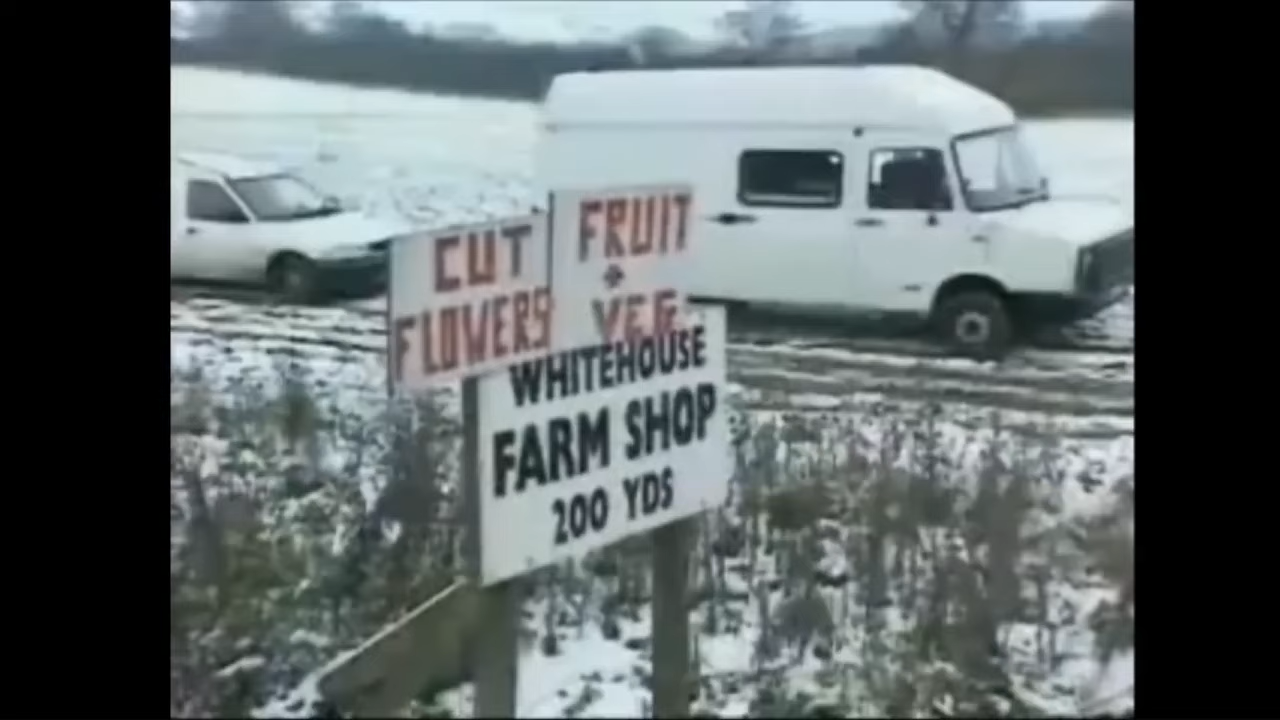 CUT
FLOWERS
FRUIT
+
VEG
WHITEHOUSE
FARM SHOP
200 YDS